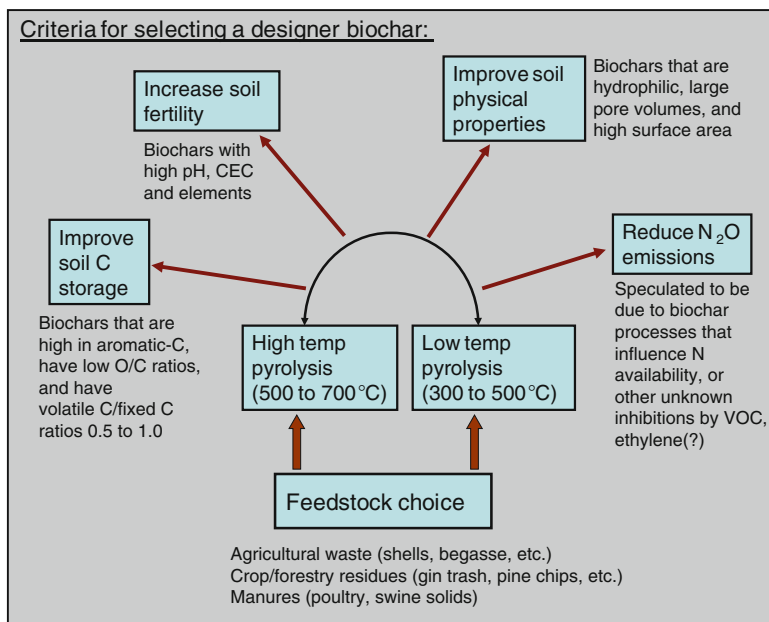 Criteria for selecting a designer biochar:
Increase soil
fertility
Biochars with
high pH, CEC
and elements
Improve soil
physical
properties
Biochars that are
hydrophilic, large
pore volumes, and
high surface area
Improve
soil C
storage
Biochars that are
high in aromatic-C,
have low O/C ratios,
and have
volatile C/fixed C
ratios 0.5 to 1.0
High temp
pyrolysis
(500 to 700°C)
Low temp
pyrolysis
(300 to 500°C)
Reduce N₂O
emissions
Speculated to be
due to biochar
processes that
influence N
availability, or
other unknown
inhibitions by VOC,
ethylene(?)
Feedstock choice
Agricultural waste (shells, begasse, etc.)
Crop/forestry residues (gin trash, pine chips, etc.)
Manures (poultry, swine solids)